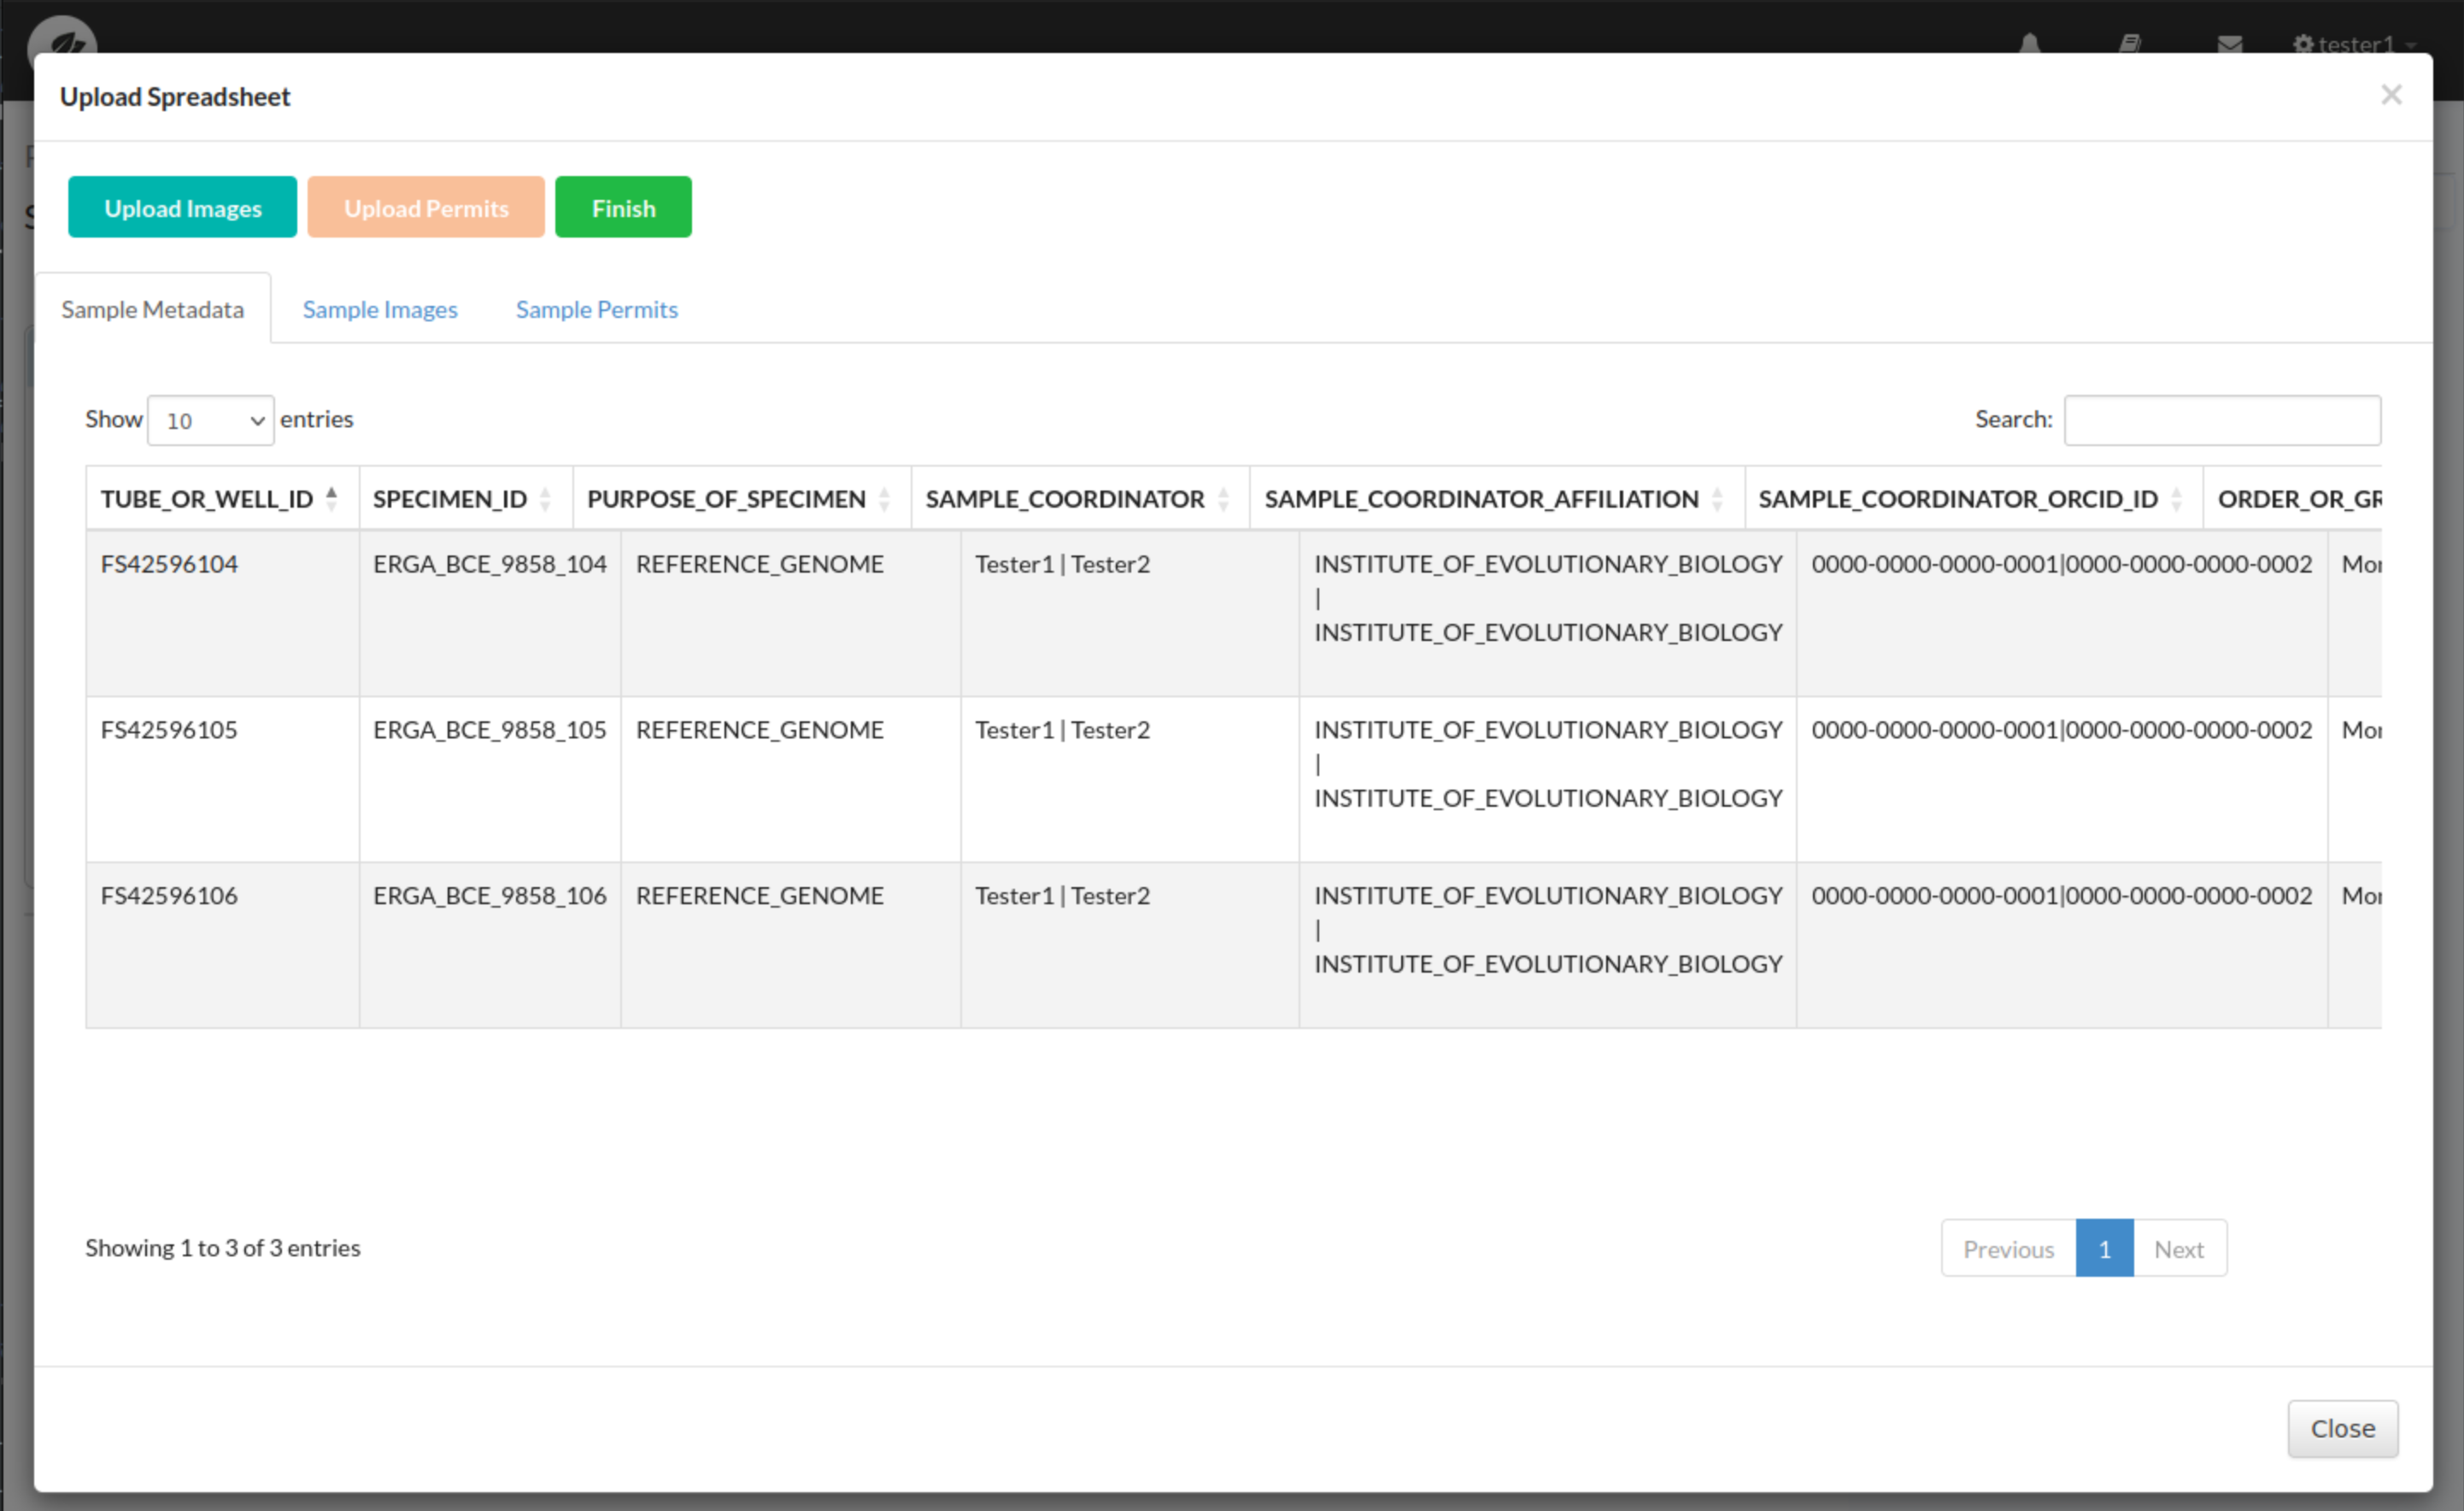 tester1
Upload Spreadsheet
×
Upload Images Upload Permits Finish
Sample Metadata Sample Images Sample Permits
Show 10 entries Search:
TUBE_OR_WELL_ID SPECIMEN_ID PURPOSE_OF_SPECIMEN SAMPLE_COORDINATOR SAMPLE_COORDINATOR_AFFILIATION SAMPLE_COORDINATOR_ORCID_ID ORDER_OR_GR
FS42596104 ERGA_BCE_9858_104 REFERENCE_GENOME Tester1 | Tester2 INSTITUTE_OF_EVOLUTIONARY_BIOLOGY 0000-0000-0000-0001|0000-0000-0000-0002 Mon
|
INSTITUTE_OF_EVOLUTIONARY_BIOLOGY
FS42596105 ERGA_BCE_9858_105 REFERENCE_GENOME Tester1 | Tester2 INSTITUTE_OF_EVOLUTIONARY_BIOLOGY 0000-0000-0000-0001|0000-0000-0000-0002 Mon
|
INSTITUTE_OF_EVOLUTIONARY_BIOLOGY
FS42596106 ERGA_BCE_9858_106 REFERENCE_GENOME Tester1 | Tester2 INSTITUTE_OF_EVOLUTIONARY_BIOLOGY 0000-0000-0000-0001|0000-0000-0000-0002 Mon
|
INSTITUTE_OF_EVOLUTIONARY_BIOLOGY
Showing 1 to 3 of 3 entries Previous 1 Next
Close